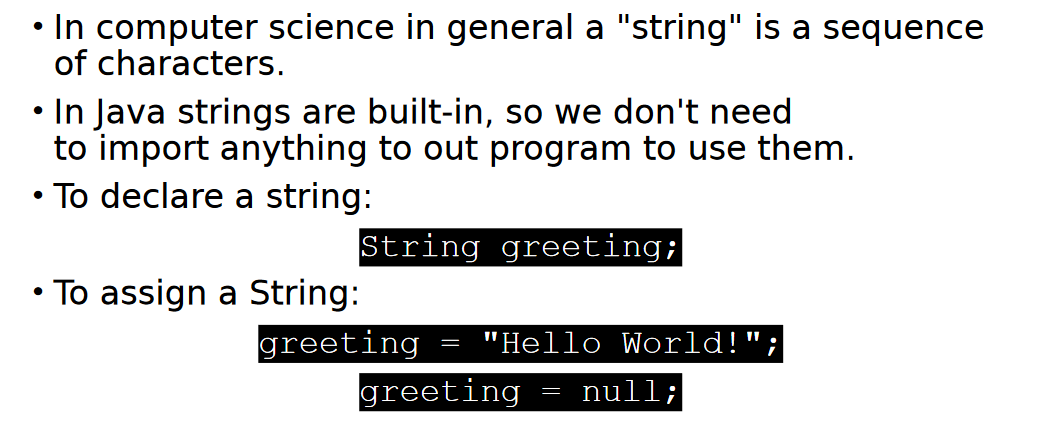 • In computer science in general a "string" is a sequence
of characters.
• In Java strings are built-in, so we don't need
to import anything to out program to use them.
• To declare a string:
String greeting;
• To assign a String:
greeting = "Hello World!";
greeting = null;